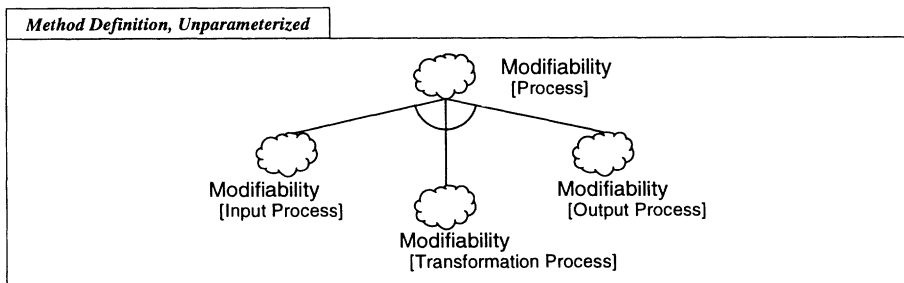 Method Definition, Unparameterized
Modifiability
[Process]
Modifiability
[Input Process]
Modifiability
[Output Process]
Modifiability
[Transformation Process]